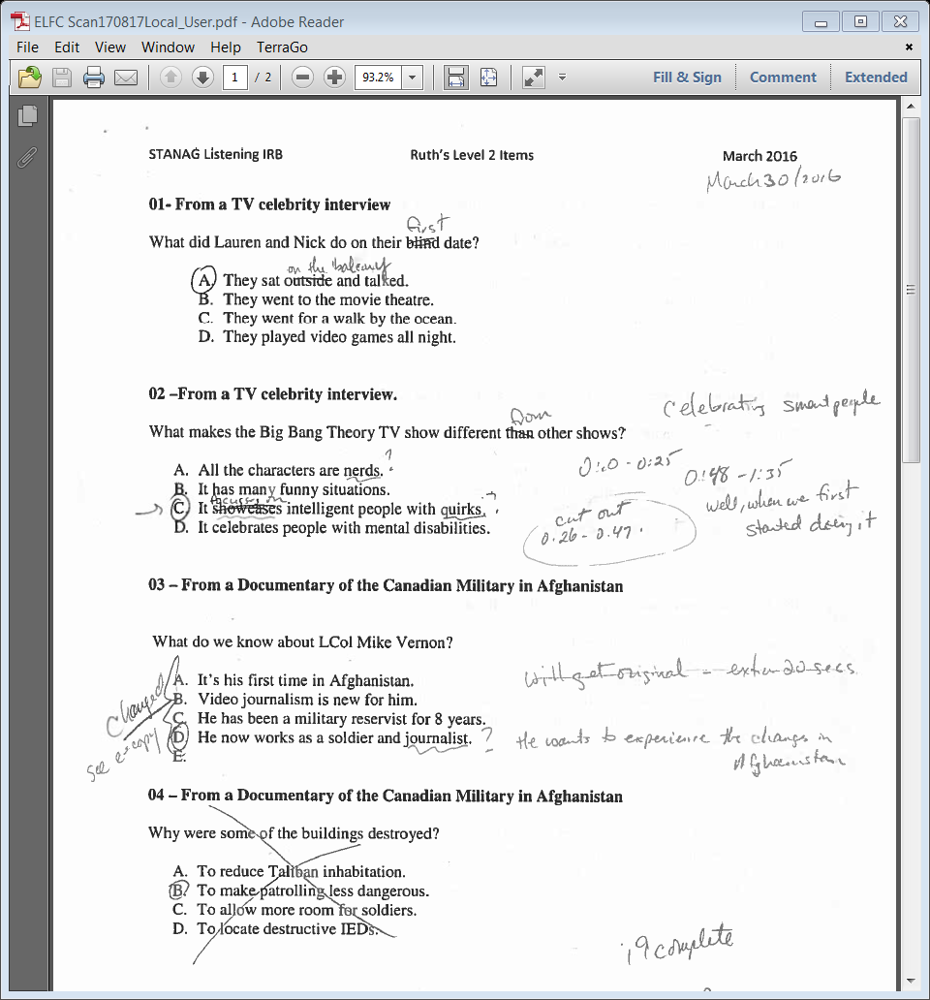 ELFC Scan170817Local_User.pdf - Adobe Reader
File Edit View Window Help TerraGo
1 / 2 93.2% Fill & Sign Comment Extended
STANAG Listening IRB Ruth's Level 2 Items March 2016
March 30/2016
01- From a TV celebrity interview
first
What did Lauren and Nick do on their blind date?
on the balcony
A. They sat outside and talked.
B. They went to the movie theatre.
C. They went for a walk by the ocean.
D. They played video games all night.
02 –From a TV celebrity interview.
celebrating smart people
from
What makes the Big Bang Theory TV show different than other shows?
A. All the characters are nerds. ?
0:0 - 0:25
B. It has many funny situations.
0:48 - 1:35
focusses on
C. It showcases intelligent people with quirks. ?
well, when we first
started doing it
D. It celebrates people with mental disabilities.
cut out
0.26 - 0.47.
03 – From a Documentary of the Canadian Military in Afghanistan
What do we know about LCol Mike Vernon?
A. It's his first time in Afghanistan.
will get original - extra 20 secs.
B. Video journalism is new for him.
C. He has been a military reservist for 8 years.
D. He now works as a soldier and journalist. ?
E.
changed
see copy
He wants to experience the changes in
Afghanistan
04 – From a Documentary of the Canadian Military in Afghanistan
Why were some of the buildings destroyed?
A. To reduce Taliban inhabitation.
B. To make patrolling less dangerous.
C. To allow more room for soldiers.
D. To locate destructive IEDs.
19 complete